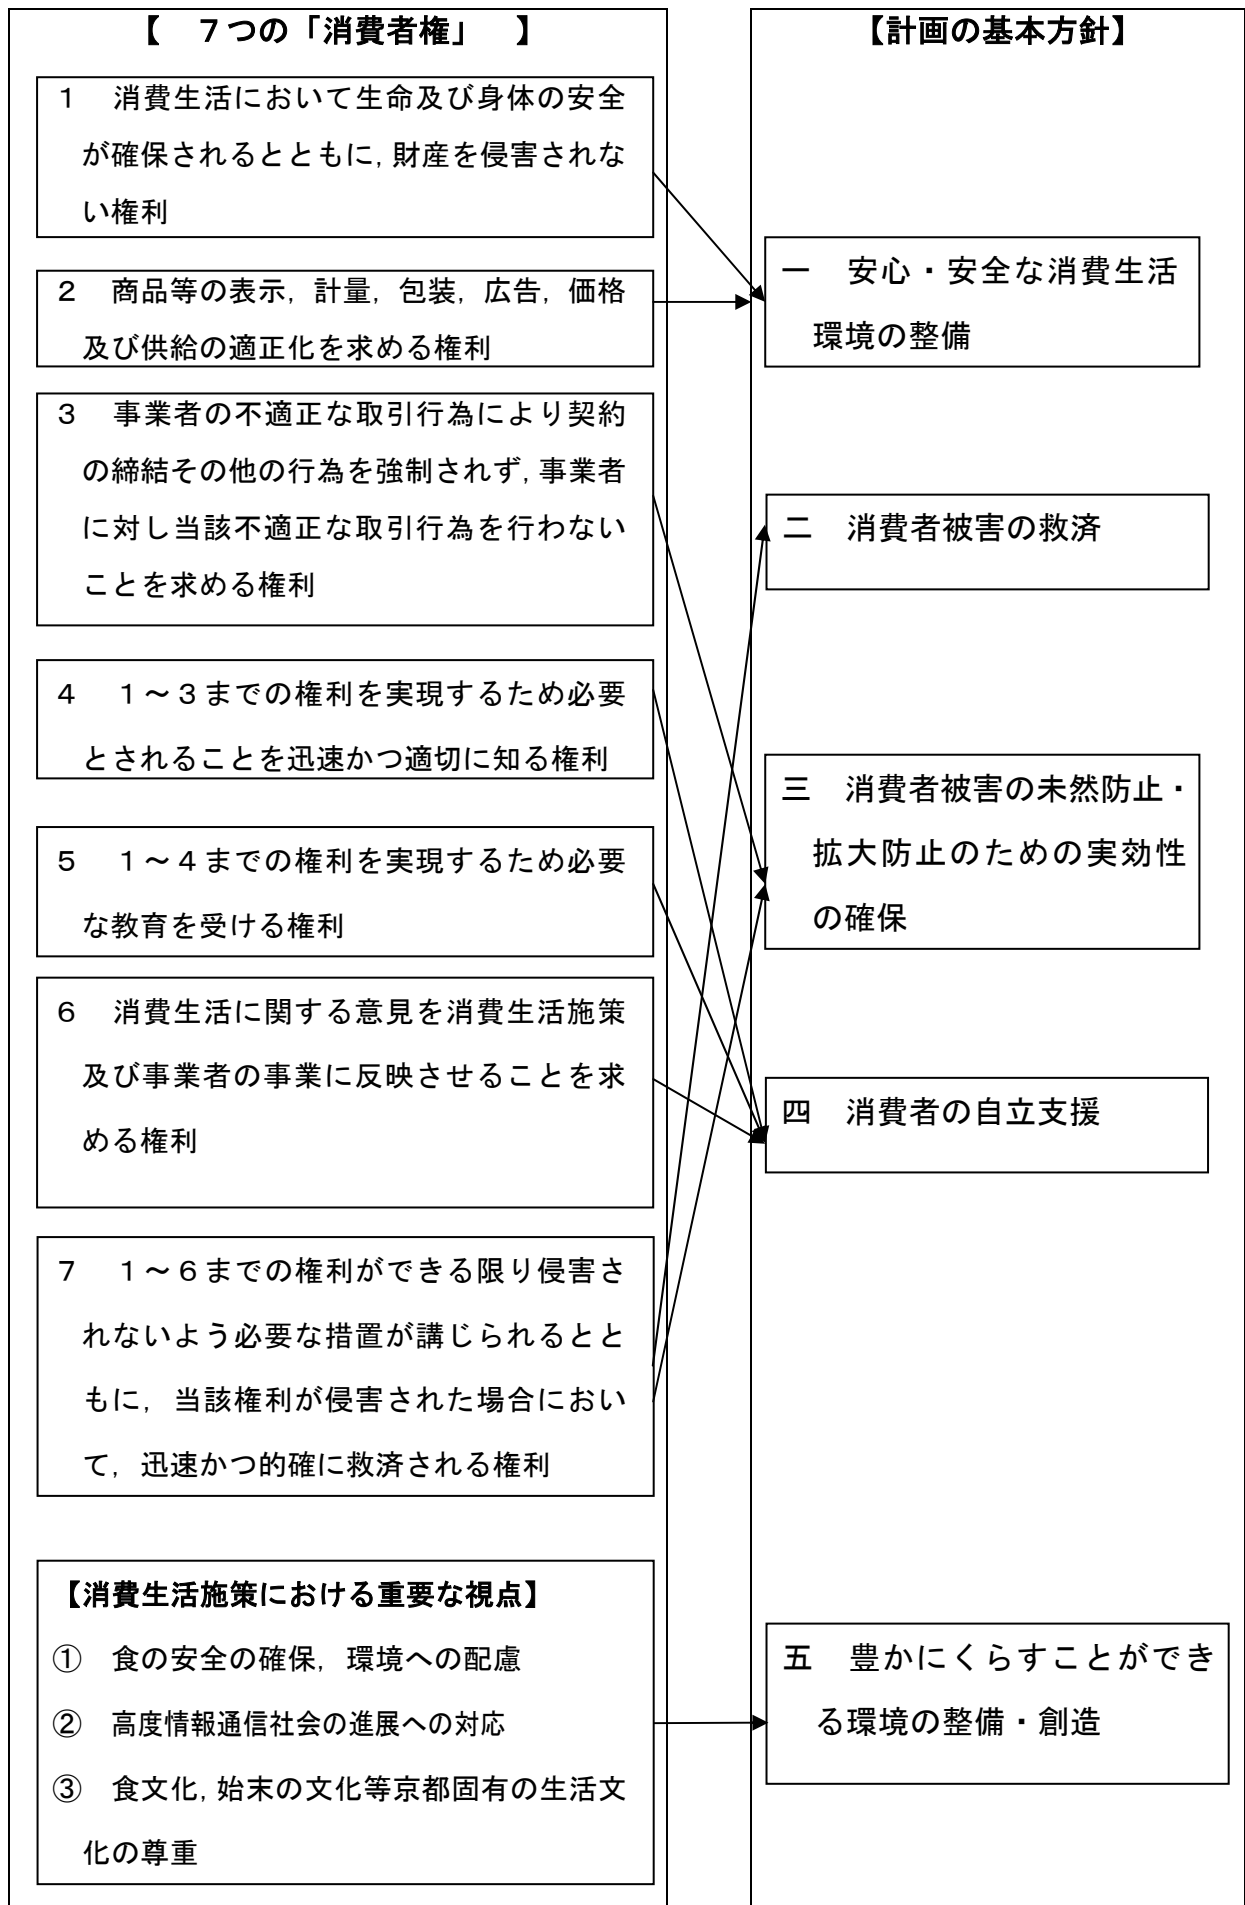 【　７つの「消費者権」　】
１　消費生活において生命及び身体の安全
が確保されるとともに，財産を侵害されな
い権利
２　商品等の表示，計量，包装，広告，価格
及び供給の適正化を求める権利
３　事業者の不適正な取引行為により契約
の締結その他の行為を強制されず，事業者
に対し当該不適正な取引行為を行わない
ことを求める権利
４　１～３までの権利を実現するため必要
とされることを迅速かつ適切に知る権利
５　１～４までの権利を実現するため必要
な教育を受ける権利
６　消費生活に関する意見を消費生活施策
及び事業者の事業に反映させることを求
める権利
７　１～６までの権利ができる限り侵害さ
れないよう必要な措置が講じられるとと
もに，当該権利が侵害された場合におい
て，迅速かつ的確に救済される権利
【消費生活施策における重要な視点】
①　食の安全の確保，環境への配慮
②　高度情報通信社会の進展への対応
③　食文化，始末の文化等京都固有の生活文
化の尊重
【計画の基本方針】
一　安心・安全な消費生活
環境の整備
二　消費者被害の救済
三　消費者被害の未然防止・
拡大防止のための実効性
の確保
四　消費者の自立支援
五　豊かにくらすことができ
る環境の整備・創造